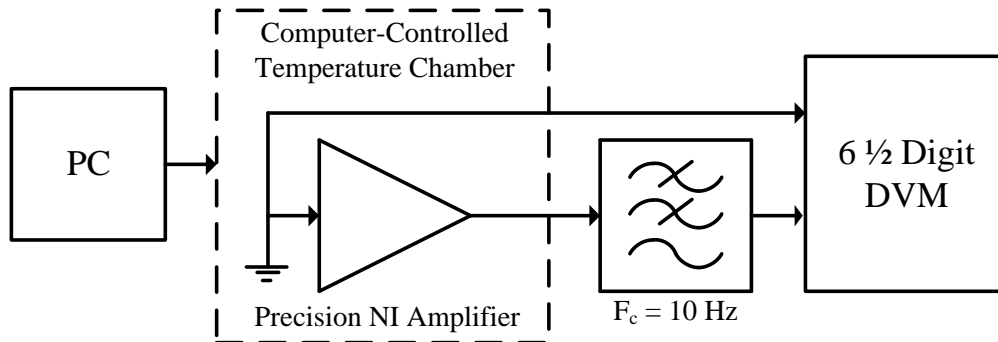 Computer-Controlled
Temperature Chamber
PC
6 ½ Digit
DVM
Precision NI Amplifier
F_c = 10 Hz